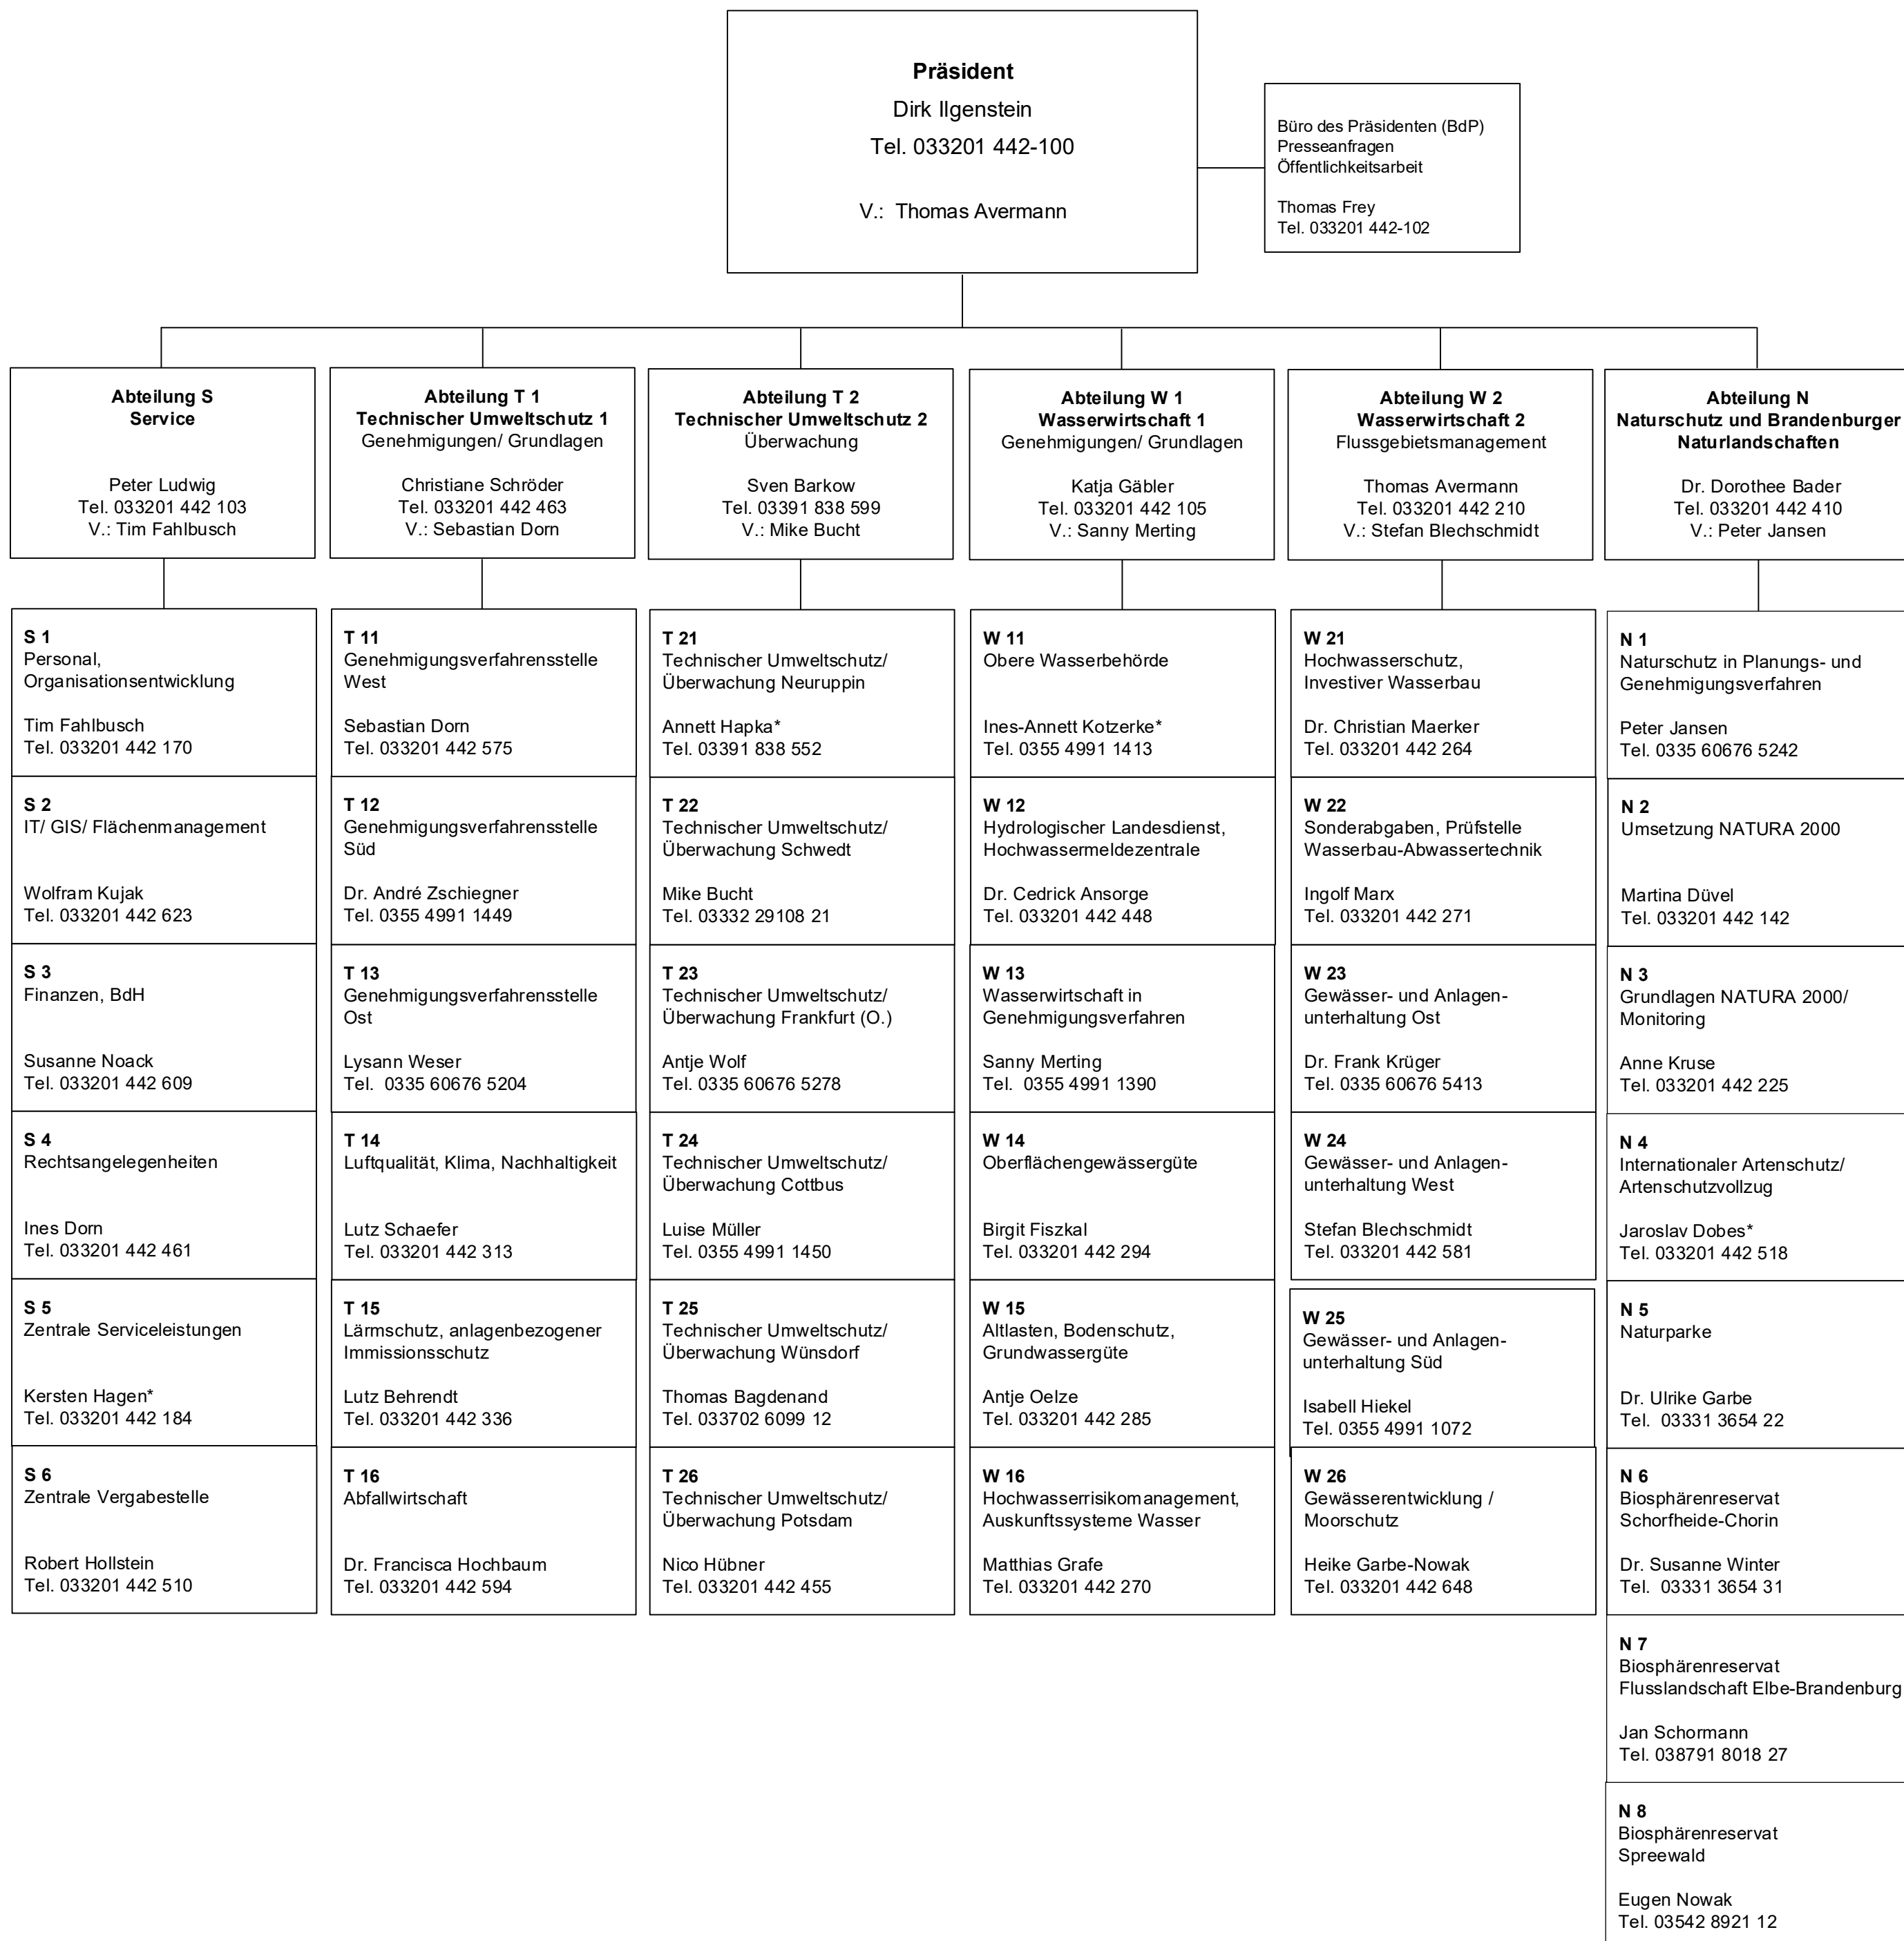 Präsident
Dirk Ilgenstein
Tel. 033201 442-100
V.: Thomas Avermann
Büro des Präsidenten (BdP)
Presseanfragen
Öffentlichkeitsarbeit
Thomas Frey
Tel. 033201 442-102
Abteilung S
Service
Peter Ludwig
Tel. 033201 442 103
V.: Tim Fahlbusch
Abteilung T 1
Technischer Umweltschutz 1
Genehmigungen/ Grundlagen
Christiane Schröder
Tel. 033201 442 463
V.: Sebastian Dorn
Abteilung T 2
Technischer Umweltschutz 2
Überwachung
Sven Barkow
Tel. 03391 838 599
V.: Mike Bucht
Abteilung W 1
Wasserwirtschaft 1
Genehmigungen/ Grundlagen
Katja Gäbler
Tel. 033201 442 105
V.: Sanny Merting
Abteilung W 2
Wasserwirtschaft 2
Flussgebietsmanagement
Thomas Avermann
Tel. 033201 442 210
V.: Stefan Blechschmidt
Abteilung N
Naturschutz und Brandenburger
Naturlandschaften
Dr. Dorothee Bader
Tel. 033201 442 410
V.: Peter Jansen
S 1
Personal,
Organisationsentwicklung
Tim Fahlbusch
Tel. 033201 442 170
S 2
IT/ GIS/ Flächenmanagement
Wolfram Kujak
Tel. 033201 442 623
S 3
Finanzen, BdH
Susanne Noack
Tel. 033201 442 609
S 4
Rechtsangelegenheiten
Ines Dorn
Tel. 033201 442 461
S 5
Zentrale Serviceleistungen
Kersten Hagen*
Tel. 033201 442 184
S 6
Zentrale Vergabestelle
Robert Hollstein
Tel. 033201 442 510
T 11
Genehmigungsverfahrensstelle
West
Sebastian Dorn
Tel. 033201 442 575
T 12
Genehmigungsverfahrensstelle
Süd
Dr. André Zschiegner
Tel. 0355 4991 1449
T 13
Genehmigungsverfahrensstelle
Ost
Lysann Weser
Tel. 0335 60676 5204
T 14
Luftqualität, Klima, Nachhaltigkeit
Lutz Schaefer
Tel. 033201 442 313
T 15
Lärmschutz, anlagenbezogener
Immissionsschutz
Lutz Behrendt
Tel. 033201 442 336
T 16
Abfallwirtschaft
Dr. Francisca Hochbaum
Tel. 033201 442 594
T 21
Technischer Umweltschutz/
Überwachung Neuruppin
Annett Hapka*
Tel. 03391 838 552
T 22
Technischer Umweltschutz/
Überwachung Schwedt
Mike Bucht
Tel. 03332 29108 21
T 23
Technischer Umweltschutz/
Überwachung Frankfurt (O.)
Antje Wolf
Tel. 0335 60676 5278
T 24
Technischer Umweltschutz/
Überwachung Cottbus
Luise Müller
Tel. 0355 4991 1450
T 25
Technischer Umweltschutz/
Überwachung Wünsdorf
Thomas Bagdenand
Tel. 033702 6099 12
T 26
Technischer Umweltschutz/
Überwachung Potsdam
Nico Hübner
Tel. 033201 442 455
W 11
Obere Wasserbehörde
Ines-Annett Kotzerke*
Tel. 0355 4991 1413
W 12
Hydrologischer Landesdienst,
Hochwassermeldezentrale
Dr. Cedrick Ansorge
Tel. 033201 442 448
W 13
Wasserwirtschaft in
Genehmigungsverfahren
Sanny Merting
Tel. 0355 4991 1390
W 14
Oberflächengewässergüte
Birgit Fiszkal
Tel. 033201 442 294
W 15
Altlasten, Bodenschutz,
Grundwassergüte
Antje Oelze
Tel. 033201 442 285
W 16
Hochwasserrisikomanagement,
Auskunftssysteme Wasser
Matthias Grafe
Tel. 033201 442 270
W 21
Hochwasserschutz,
Investiver Wasserbau
Dr. Christian Maerker
Tel. 033201 442 264
W 22
Sonderabgaben, Prüfstelle
Wasserbau-Abwassertechnik
Ingolf Marx
Tel. 033201 442 271
W 23
Gewässer- und Anlagen-
unterhaltung Ost
Dr. Frank Krüger
Tel. 0335 60676 5413
W 24
Gewässer- und Anlagen-
unterhaltung West
Stefan Blechschmidt
Tel. 033201 442 581
W 25
Gewässer- und Anlagen-
unterhaltung Süd
Isabell Hiekel
Tel. 0355 4991 1072
W 26
Gewässerentwicklung /
Moorschutz
Heike Garbe-Nowak
Tel. 033201 442 648
N 1
Naturschutz in Planungs- und
Genehmigungsverfahren
Peter Jansen
Tel. 0335 60676 5242
N 2
Umsetzung NATURA 2000
Martina Düvel
Tel. 033201 442 142
N 3
Grundlagen NATURA 2000/
Monitoring
Anne Kruse
Tel. 033201 442 225
N 4
Internationaler Artenschutz/
Artenschutzvollzug
Jaroslav Dobes*
Tel. 033201 442 518
N 5
Naturparke
Dr. Ulrike Garbe
Tel. 03331 3654 22
N 6
Biosphärenreservat
Schorfheide-Chorin
Dr. Susanne Winter
Tel. 03331 3654 31
N 7
Biosphärenreservat
Flusslandschaft Elbe-Brandenburg
Jan Schormann
Tel. 038791 8018 27
N 8
Biosphärenreservat
Spreewald
Eugen Nowak
Tel. 03542 8921 12